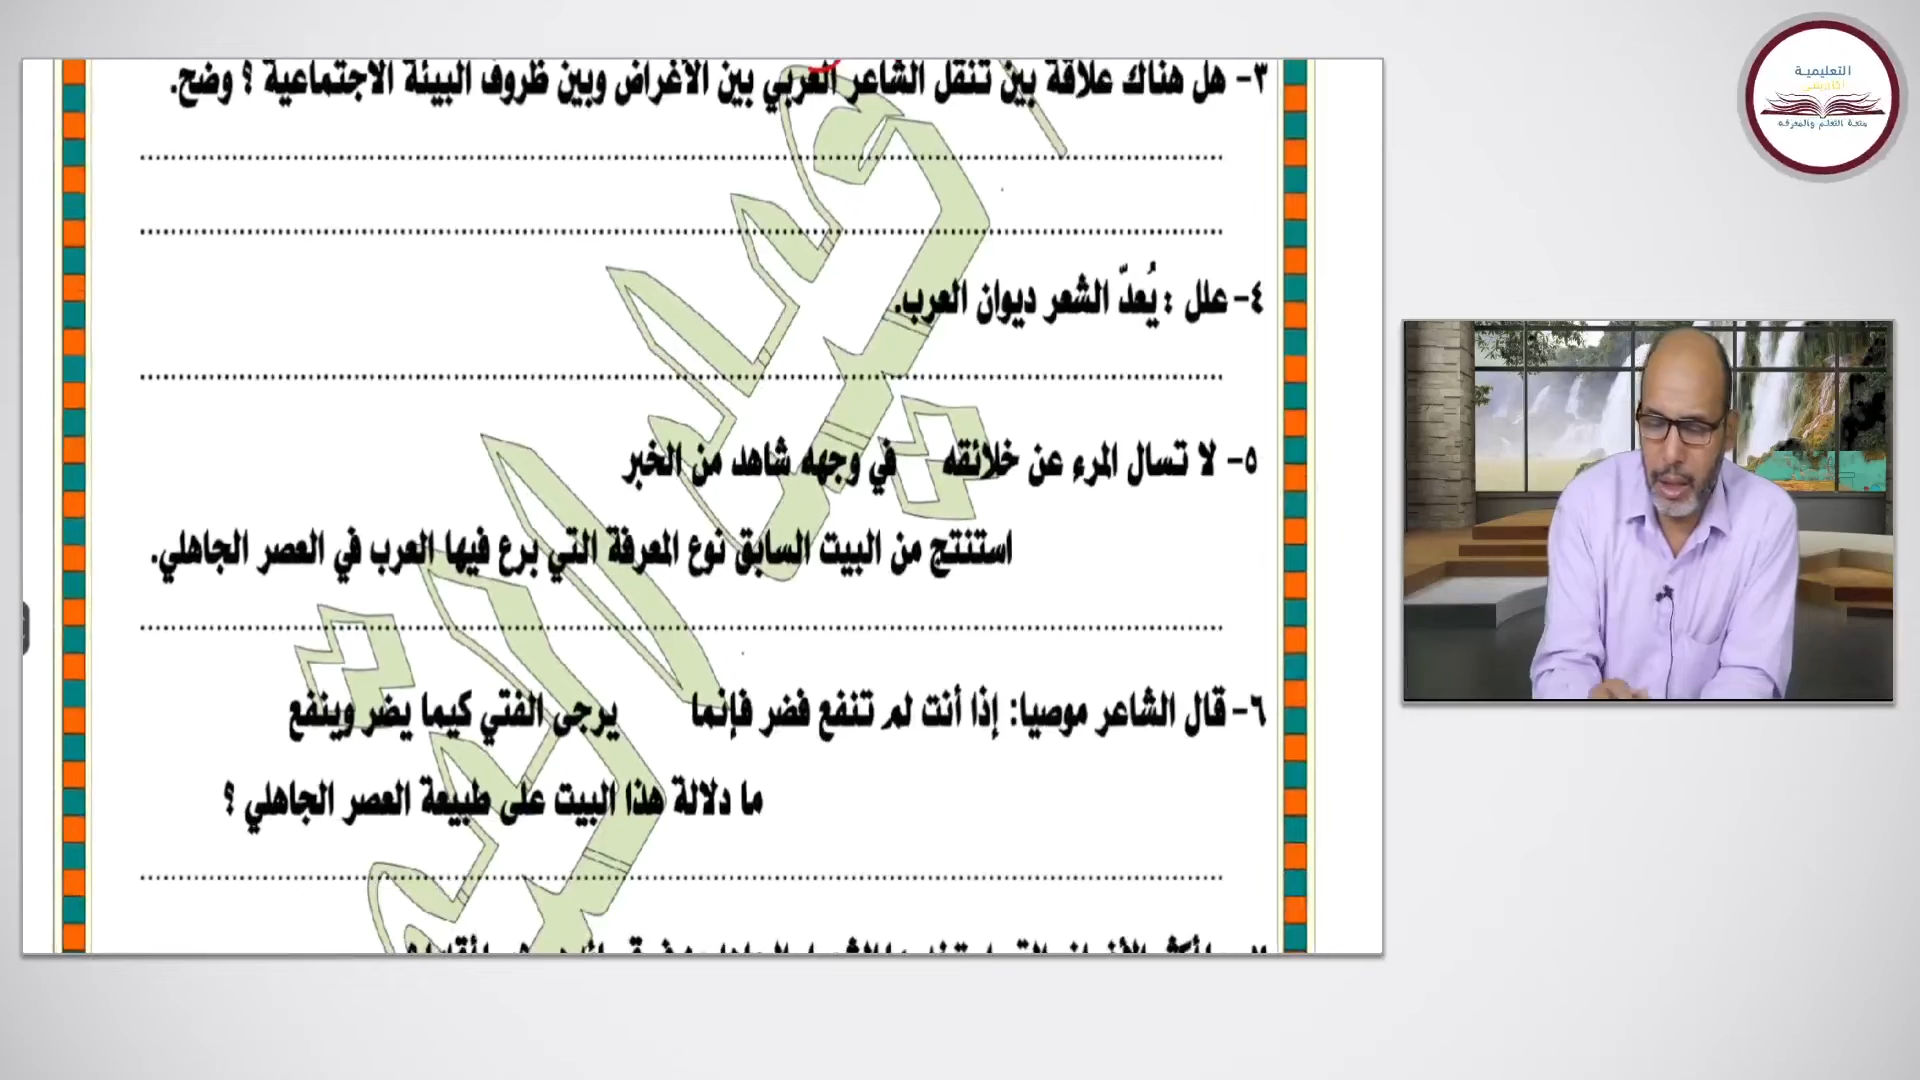 ٣- هل هناك علاقة بين تنقل الشاعر العربي بين الأغراض وبين ظروف البيئة الاجتماعية ؟ وضح.
٤- علل : يُعدّ الشعر ديوان العرب.
٥- لا تسال المرء عن خلائقه في وجهه شاهد من الخبر
استنتج من البيت السابق نوع المعرفة التي برع فيها العرب في العصر الجاهلي.
٦- قال الشاعر موصيا: إذا أنت لم تنفع فضر فإنما يرجى الفتي كيما يضر وينفع
ما دلالة هذا البيت على طبيعة العصر الجاهلي ؟
التعليمية
متعة التعلم والمعرفة